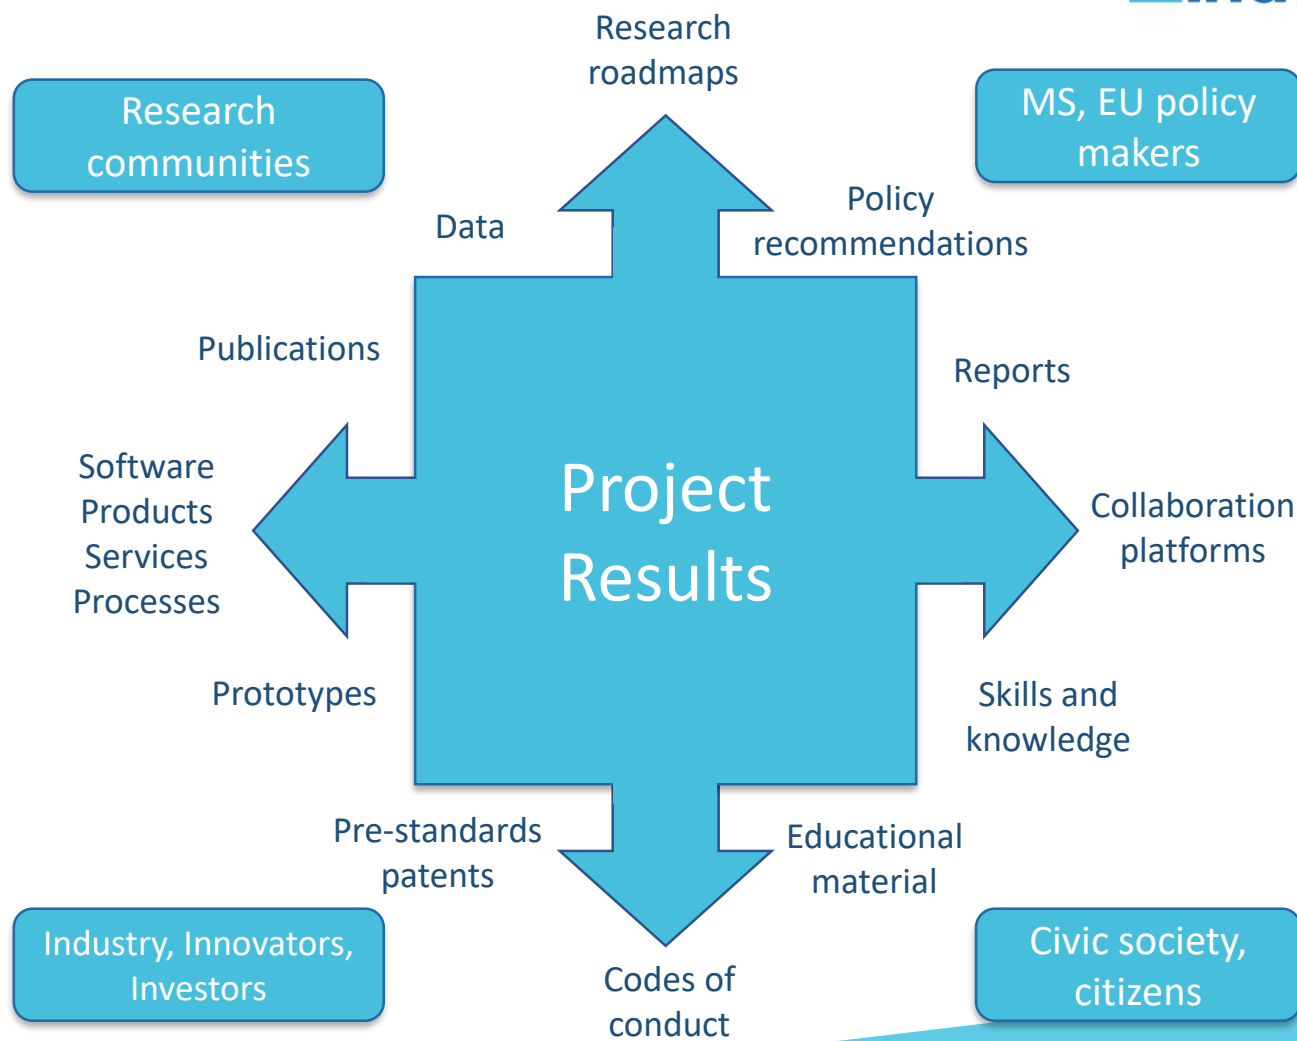 Research
roadmaps
Research
communities
MS, EU policy
makers
Data
Policy
recommendations
Publications
Reports
Software
Products
Services
Processes
Project
Results
Collaboration
platforms
Prototypes
Skills and
knowledge
Pre-standards
patents
Educational
material
Industry, Innovators,
Investors
Codes of
conduct
Civic society,
citizens